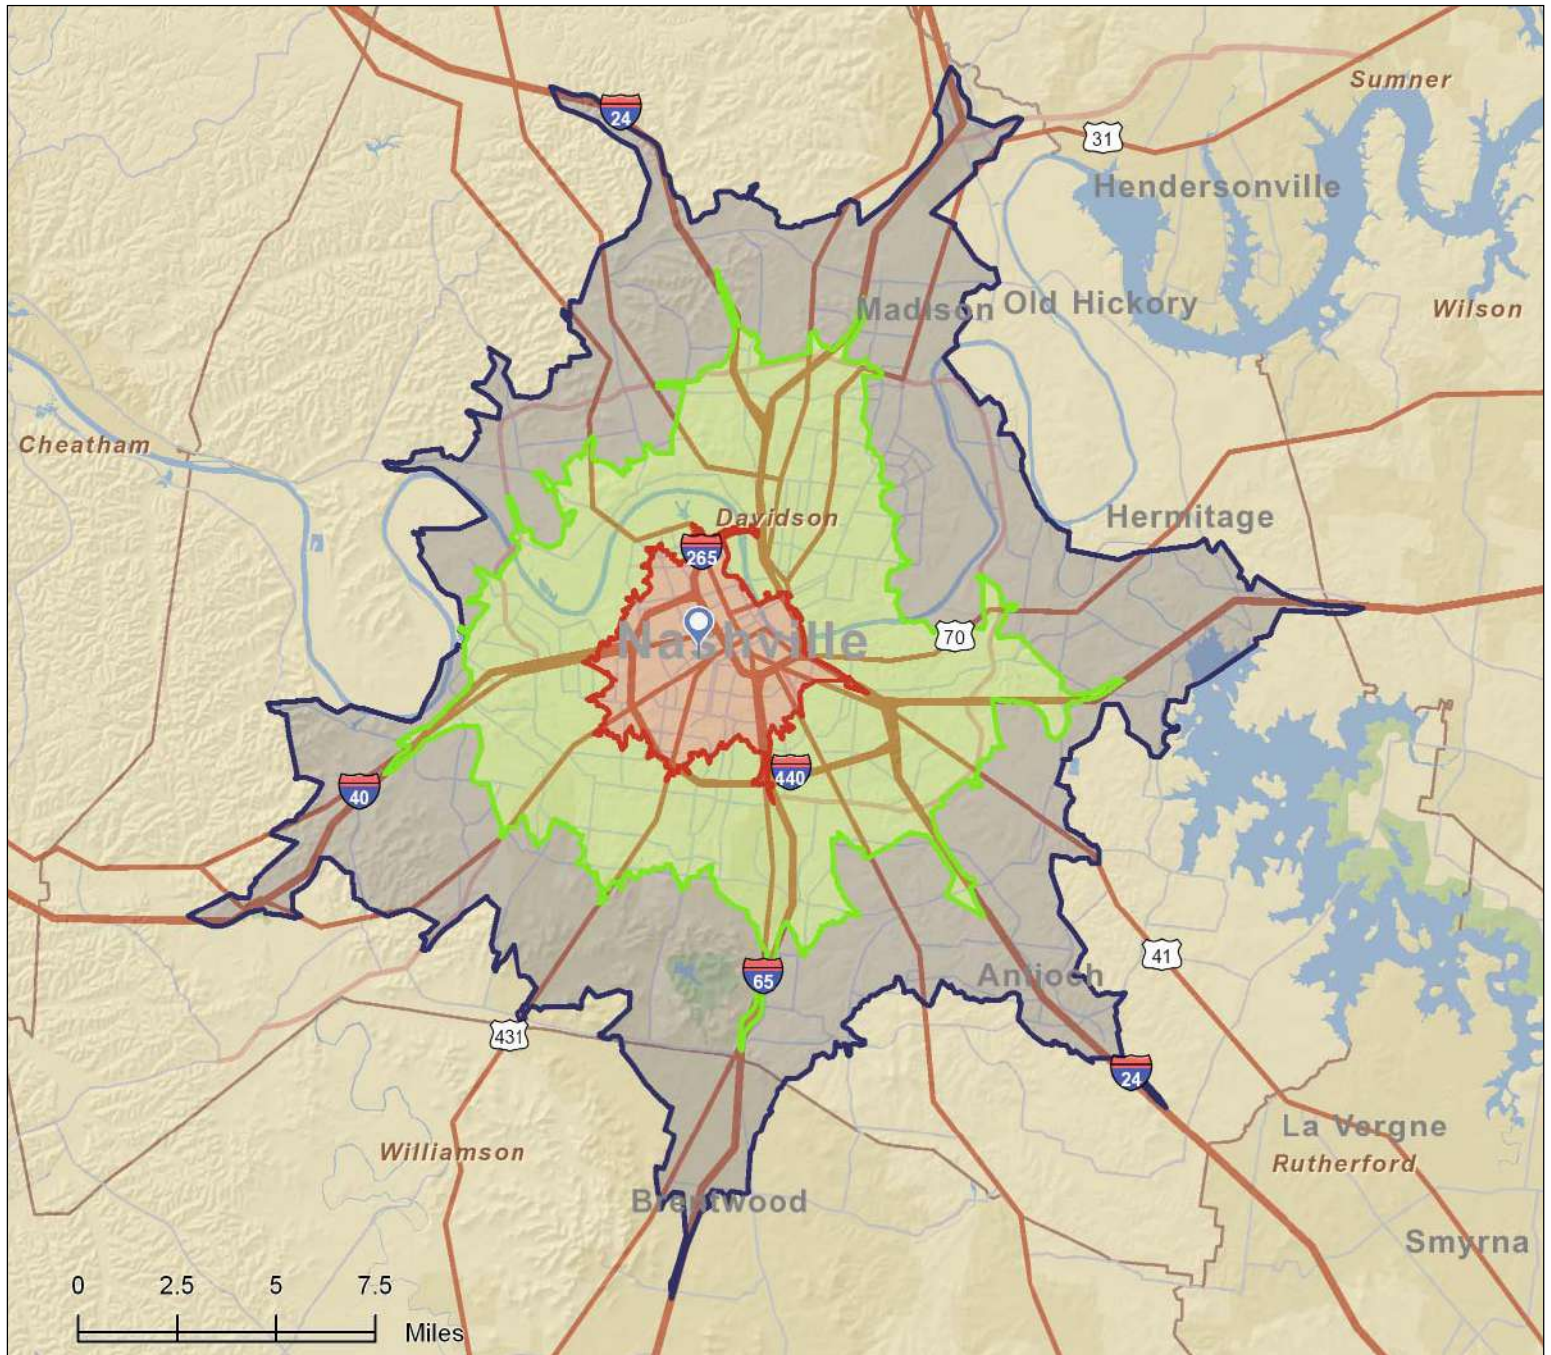 Sumner
24
31
Hendersonville
Madison
Old Hickory
Wilson
Cheatham
Davidson
Hermitage
265
Nashville
70
440
40
41
65
Antioch
431
24
La Vergne
Williamson
Rutherford
Brentwood
Smyrna
0 2.5 5 7.5
Miles